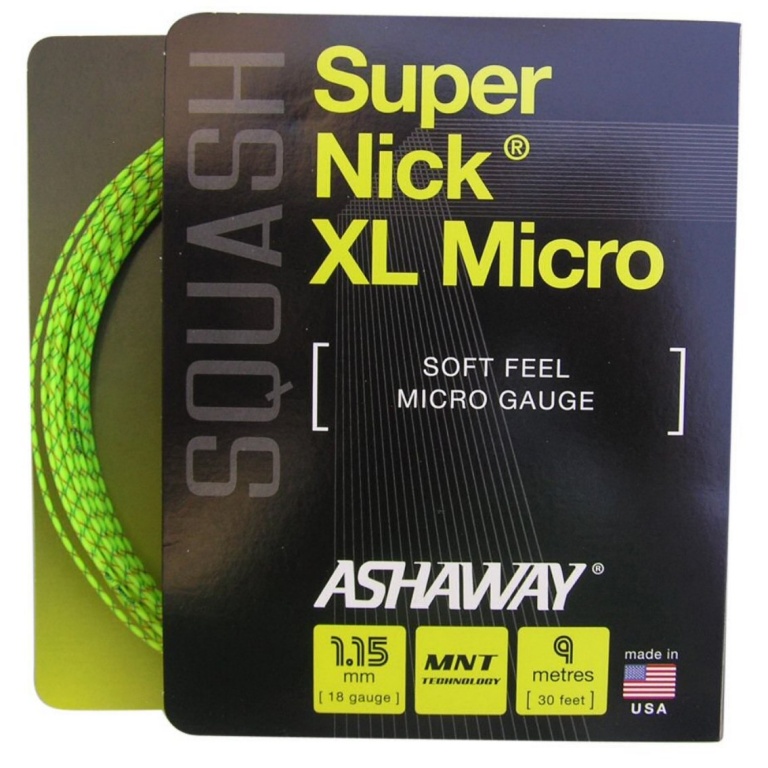 SQUASH
Super
Nick®
XL Micro
[ SOFT FEEL
MICRO GAUGE ]
ASHAWAY®
1.15
mm
[ 18 gauge ]
MNT
TECHNOLOGY
9
metres
[ 30 feet ]
made in
USA